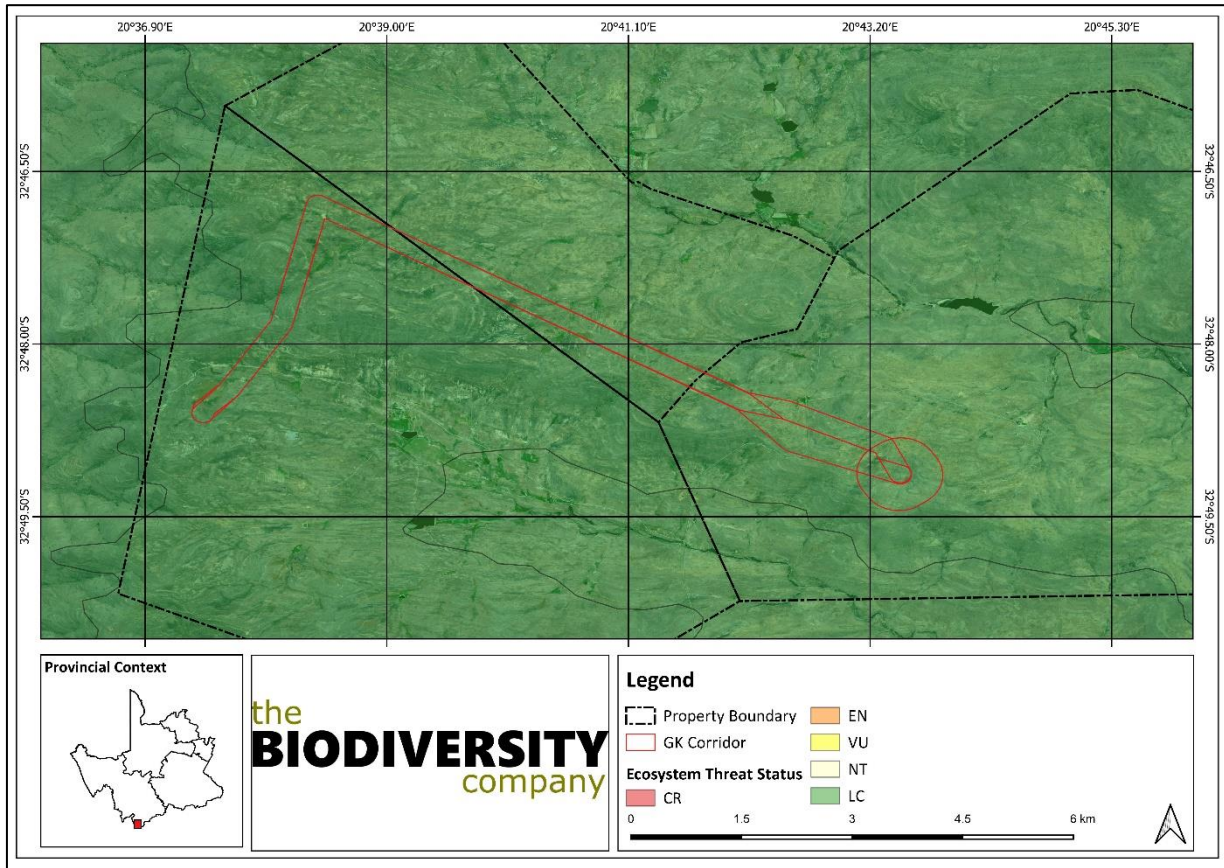 20°36.90'E 20°39.00'E 20°41.10'E 20°43.20'E 20°45.30'E
32°46.50'S 32°46.50'S
32°48.00'S 32°48.00'S
32°49.50'S 32°49.50'S
Provincial Context
the
BIODIVERSITY
company
Legend
Property Boundary
GK Corridor
Ecosystem Threat Status
CR
EN
VU
NT
LC
0 1.5 3 4.5 6 km